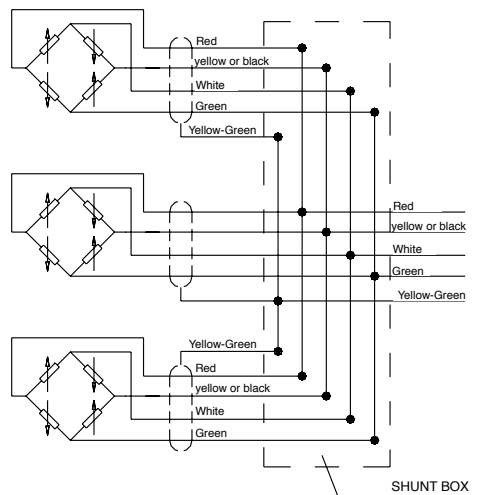 Red
yellow or black
White
Green
Yellow-Green
Red
yellow or black
White
Green
Yellow-Green
Yellow-Green
Red
yellow or black
White
Green
SHUNT BOX